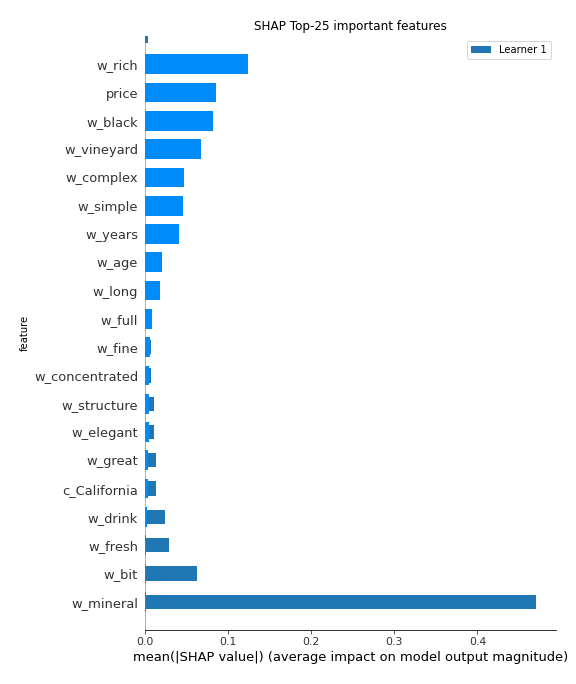 SHAP Top-25 important features
Learner 1
w_rich
price
w_black
w_vineyard
w_complex
w_simple
w_years
w_age
w_long
w_full
w_fine
w_concentrated
w_structure
w_elegant
w_great
c_California
w_drink
w_fresh
w_bit
w_mineral
feature
0.0 0.1 0.2 0.3 0.4
mean(|SHAP value|) (average impact on model output magnitude)